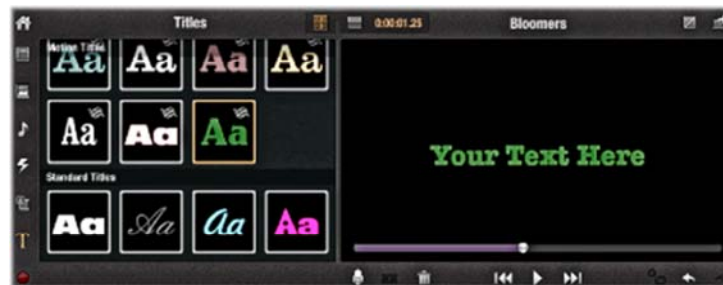 Titles
0:00:01.25
Bloomers
Motion Titles
Aa Aa Aa Aa
Aa Aa Aa
Your Text Here
Standard Titles
Aa Aa Aa Aa
T